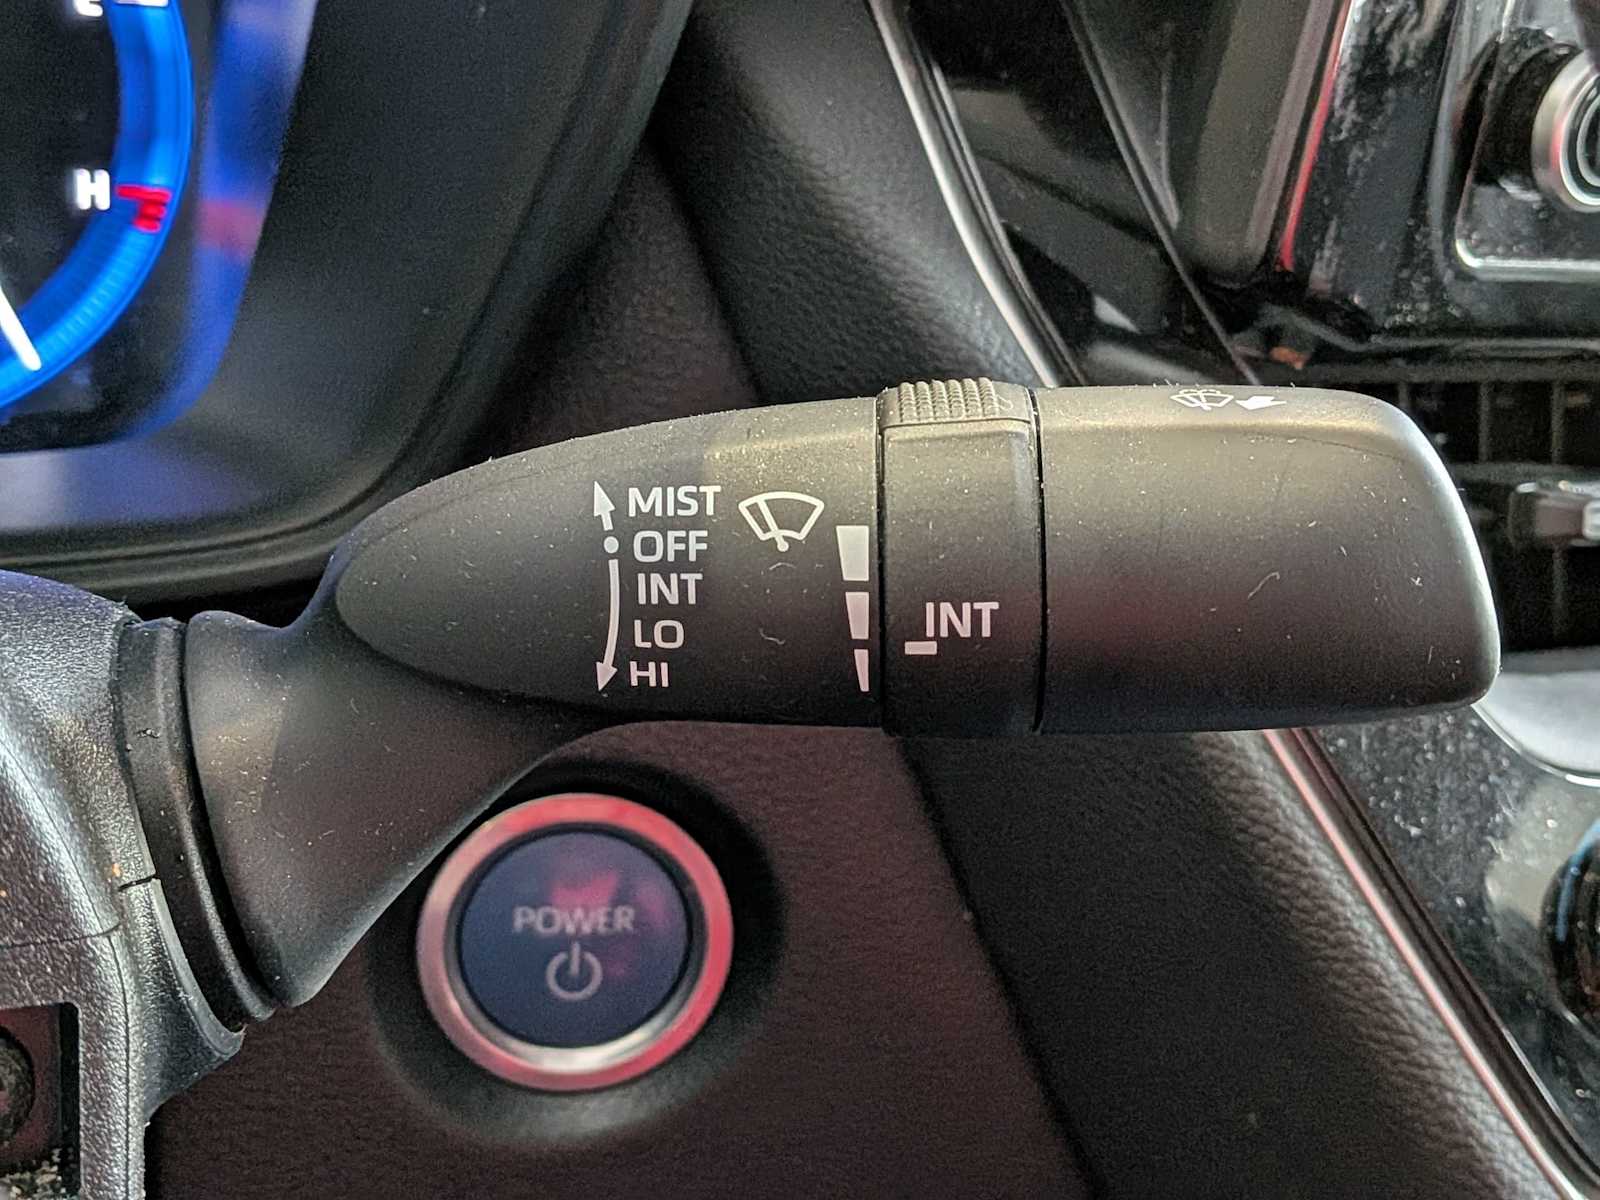 H
MIST
OFF
INT
LO
HI
INT
POWER